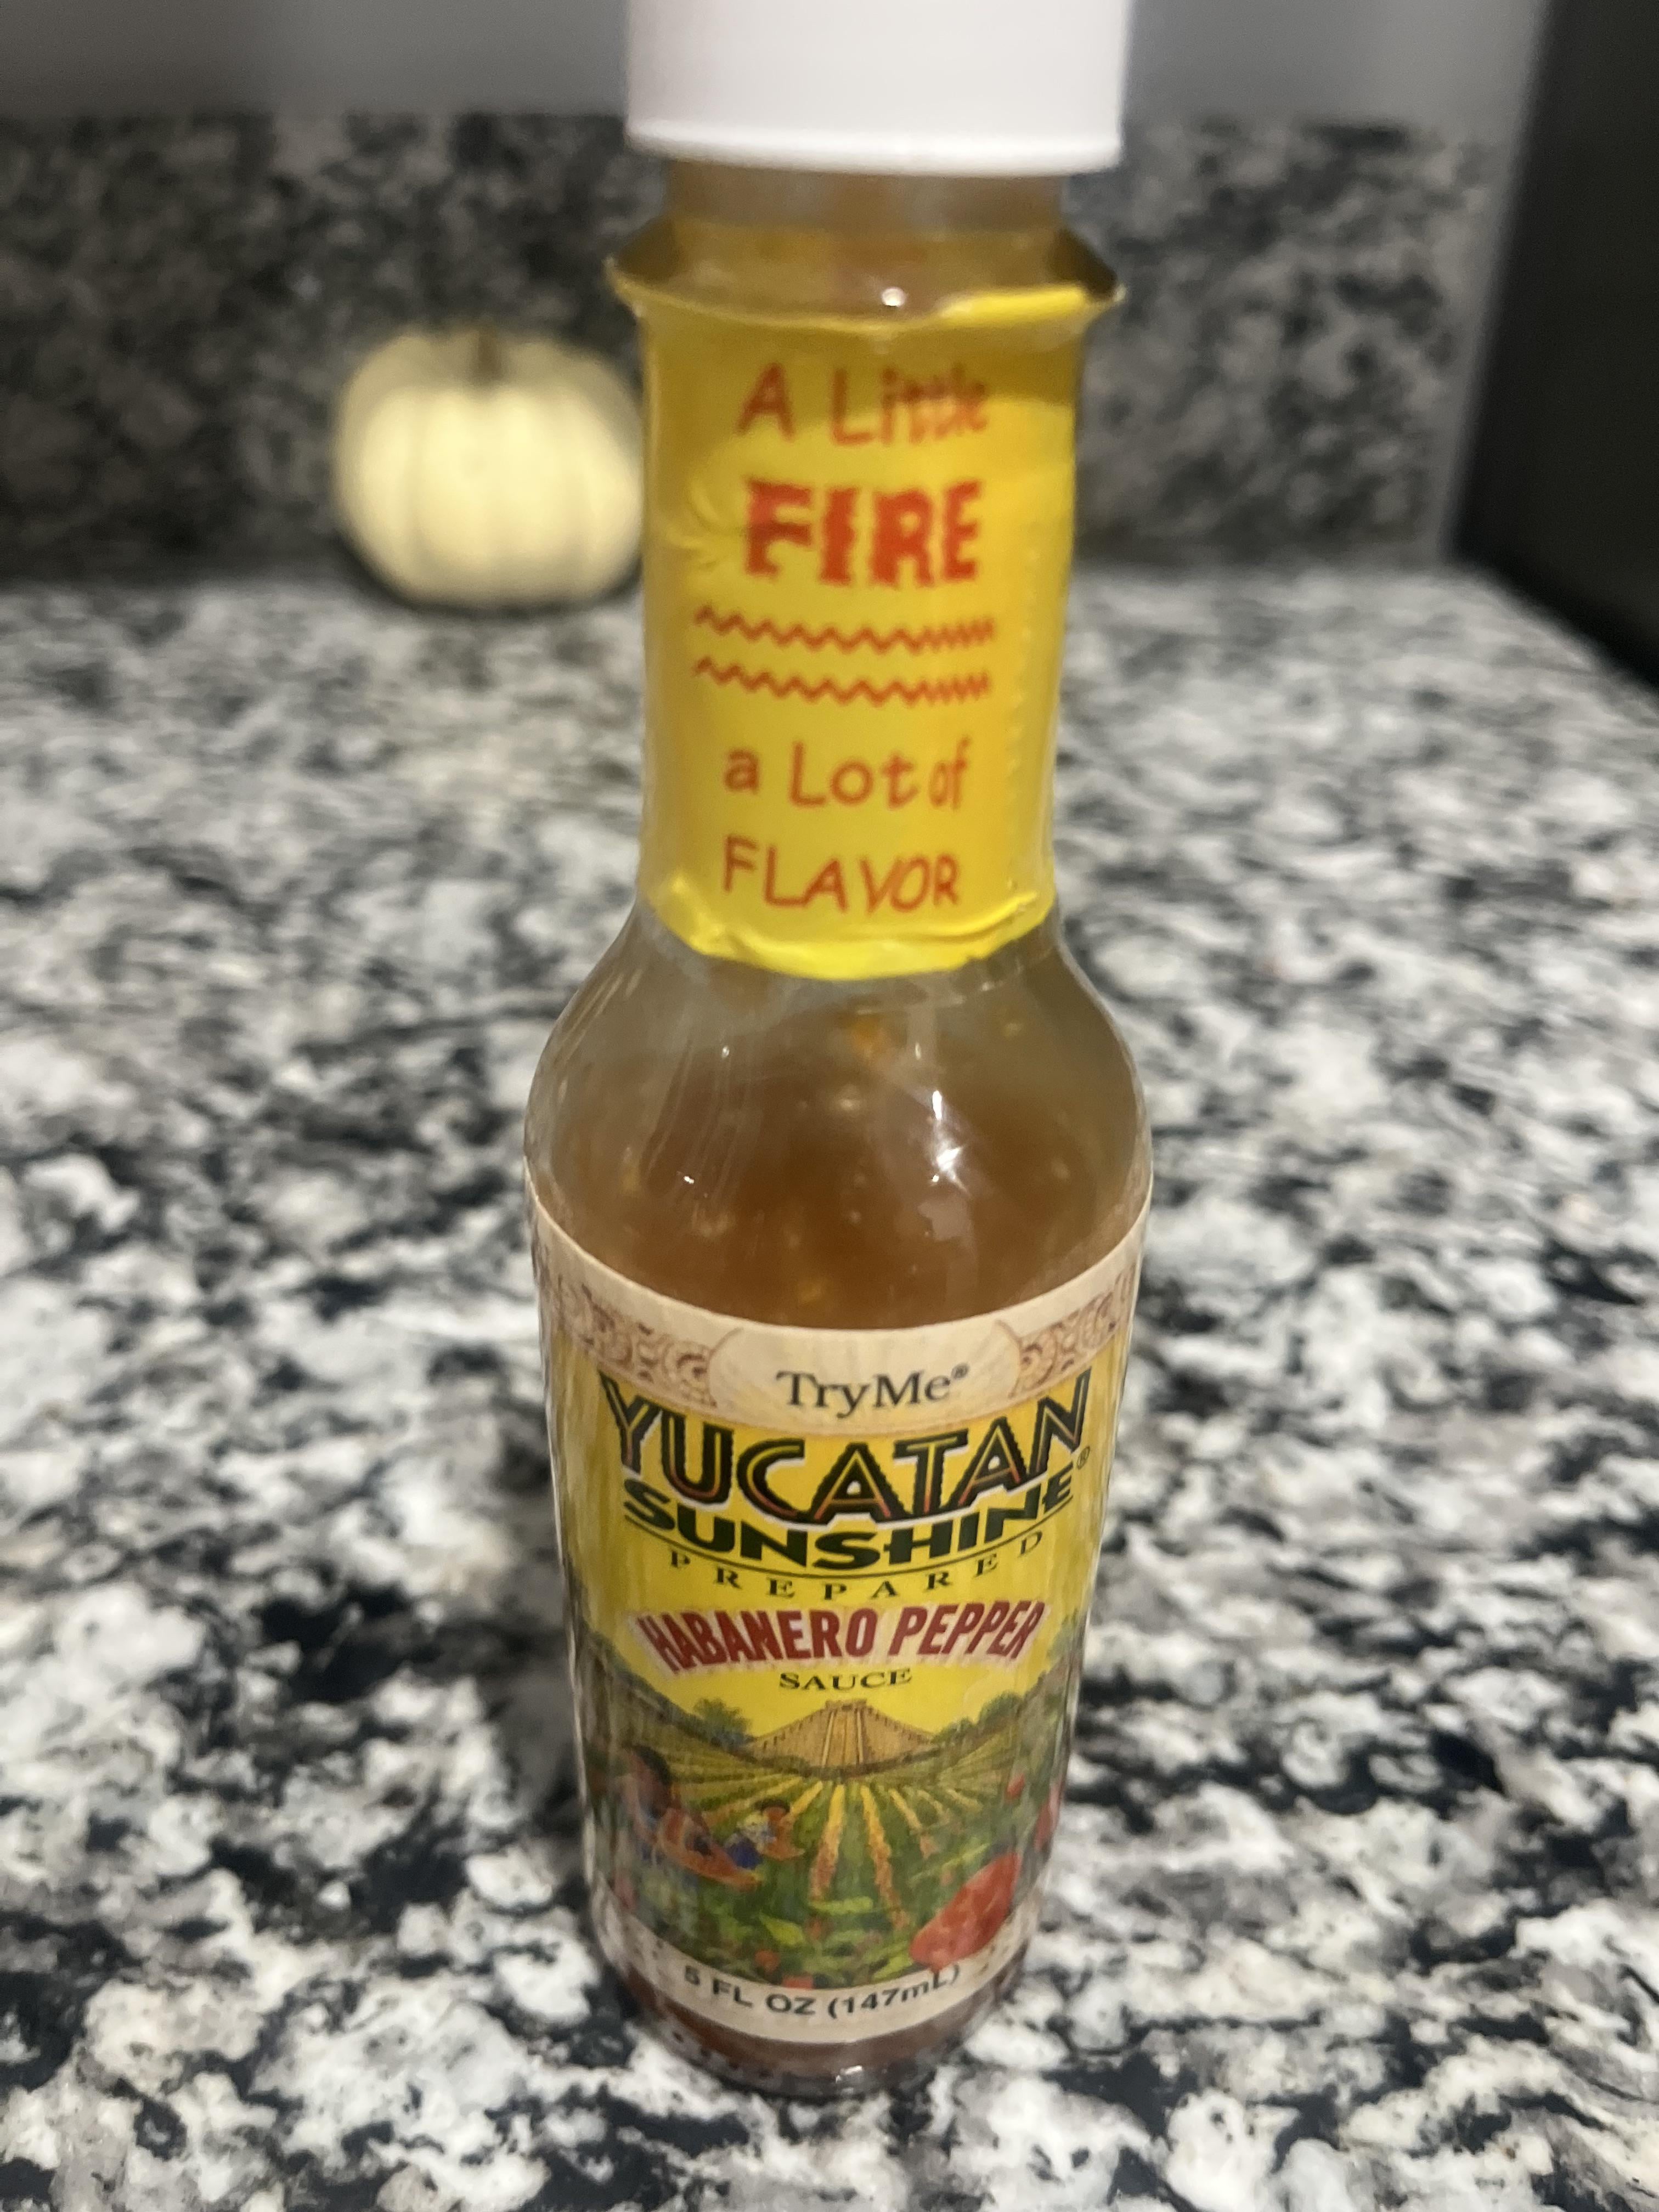 A Little
FIRE
a Lot of
FLAVOR
TryMe®
YUCATAN
SUNSHINE®
PREPARED
HABANERO PEPPER
SAUCE
5 FL OZ (147mL)